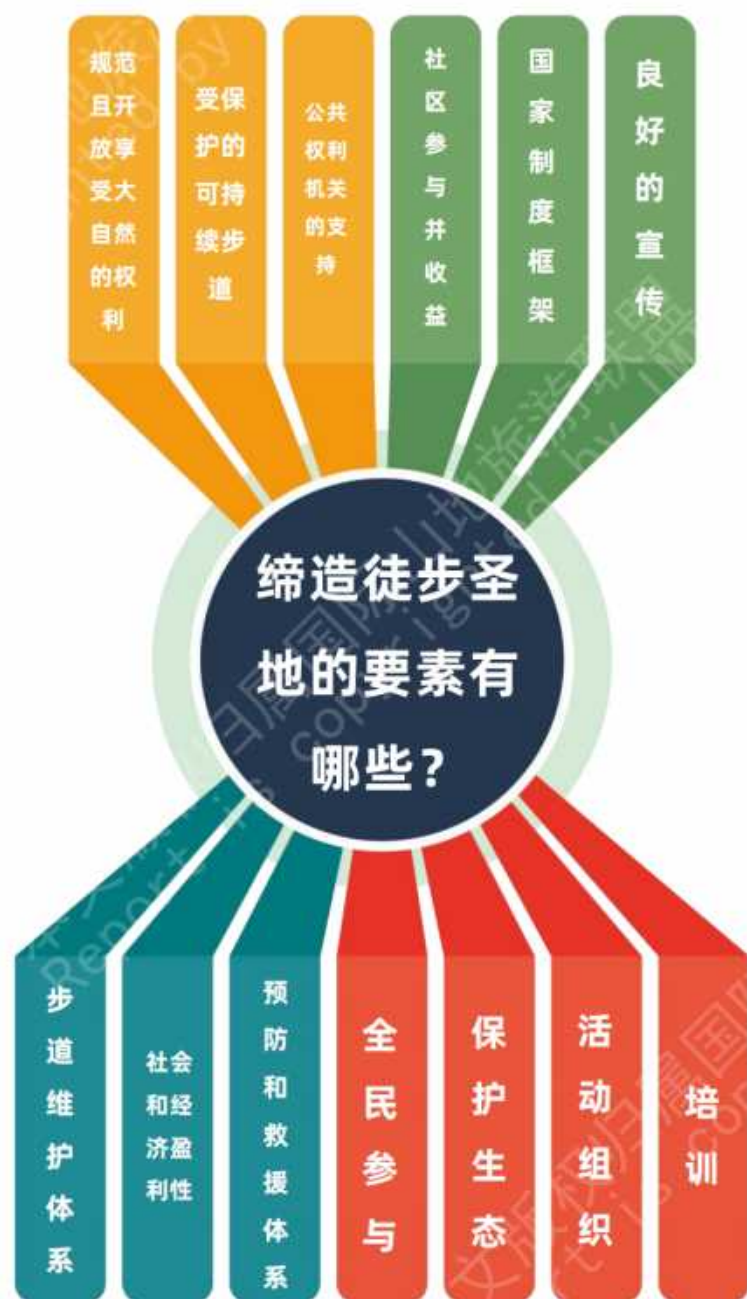 规范
且开
放享
受大
自然
的权
利
受保
护的
可持
续步
道
公共
权利
机关
的支
持
社
区
参
与
并
收
益
国
家
制
度
框
架
良
好
的
宣
传
缔造徒步圣
地的要素有
哪些?
步
道
维
护
体
系
社会
和经
济盈
利性
预
防
和
救
援
体
系
全
民
参
与
保
护
生
态
活
动
组
织
培
训